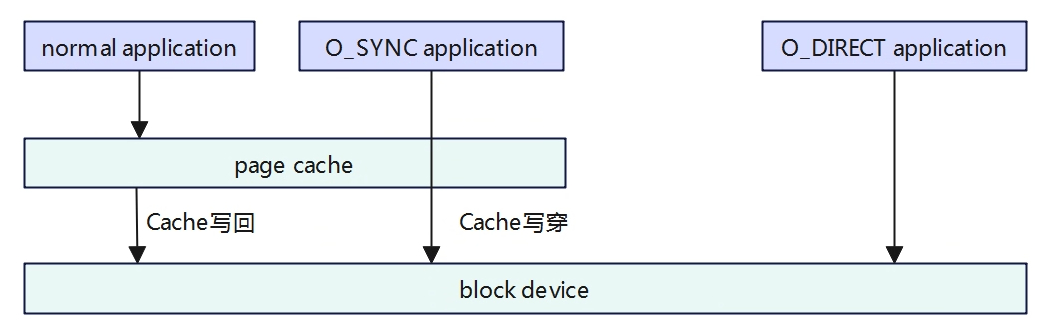 normal application
O_SYNC application
O_DIRECT application
page cache
Cache写回
Cache写穿
block device